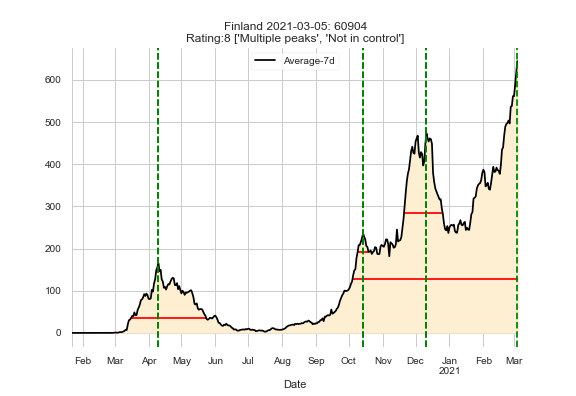 Finland 2021-03-05: 60904
Rating:8 ['Multiple peaks', 'Not in control']
Average-7d
600
500
400
300
200
100
0
Feb Mar Apr May Jun Jul Aug Sep Oct Nov Dec Jan Feb Mar
2021
Date